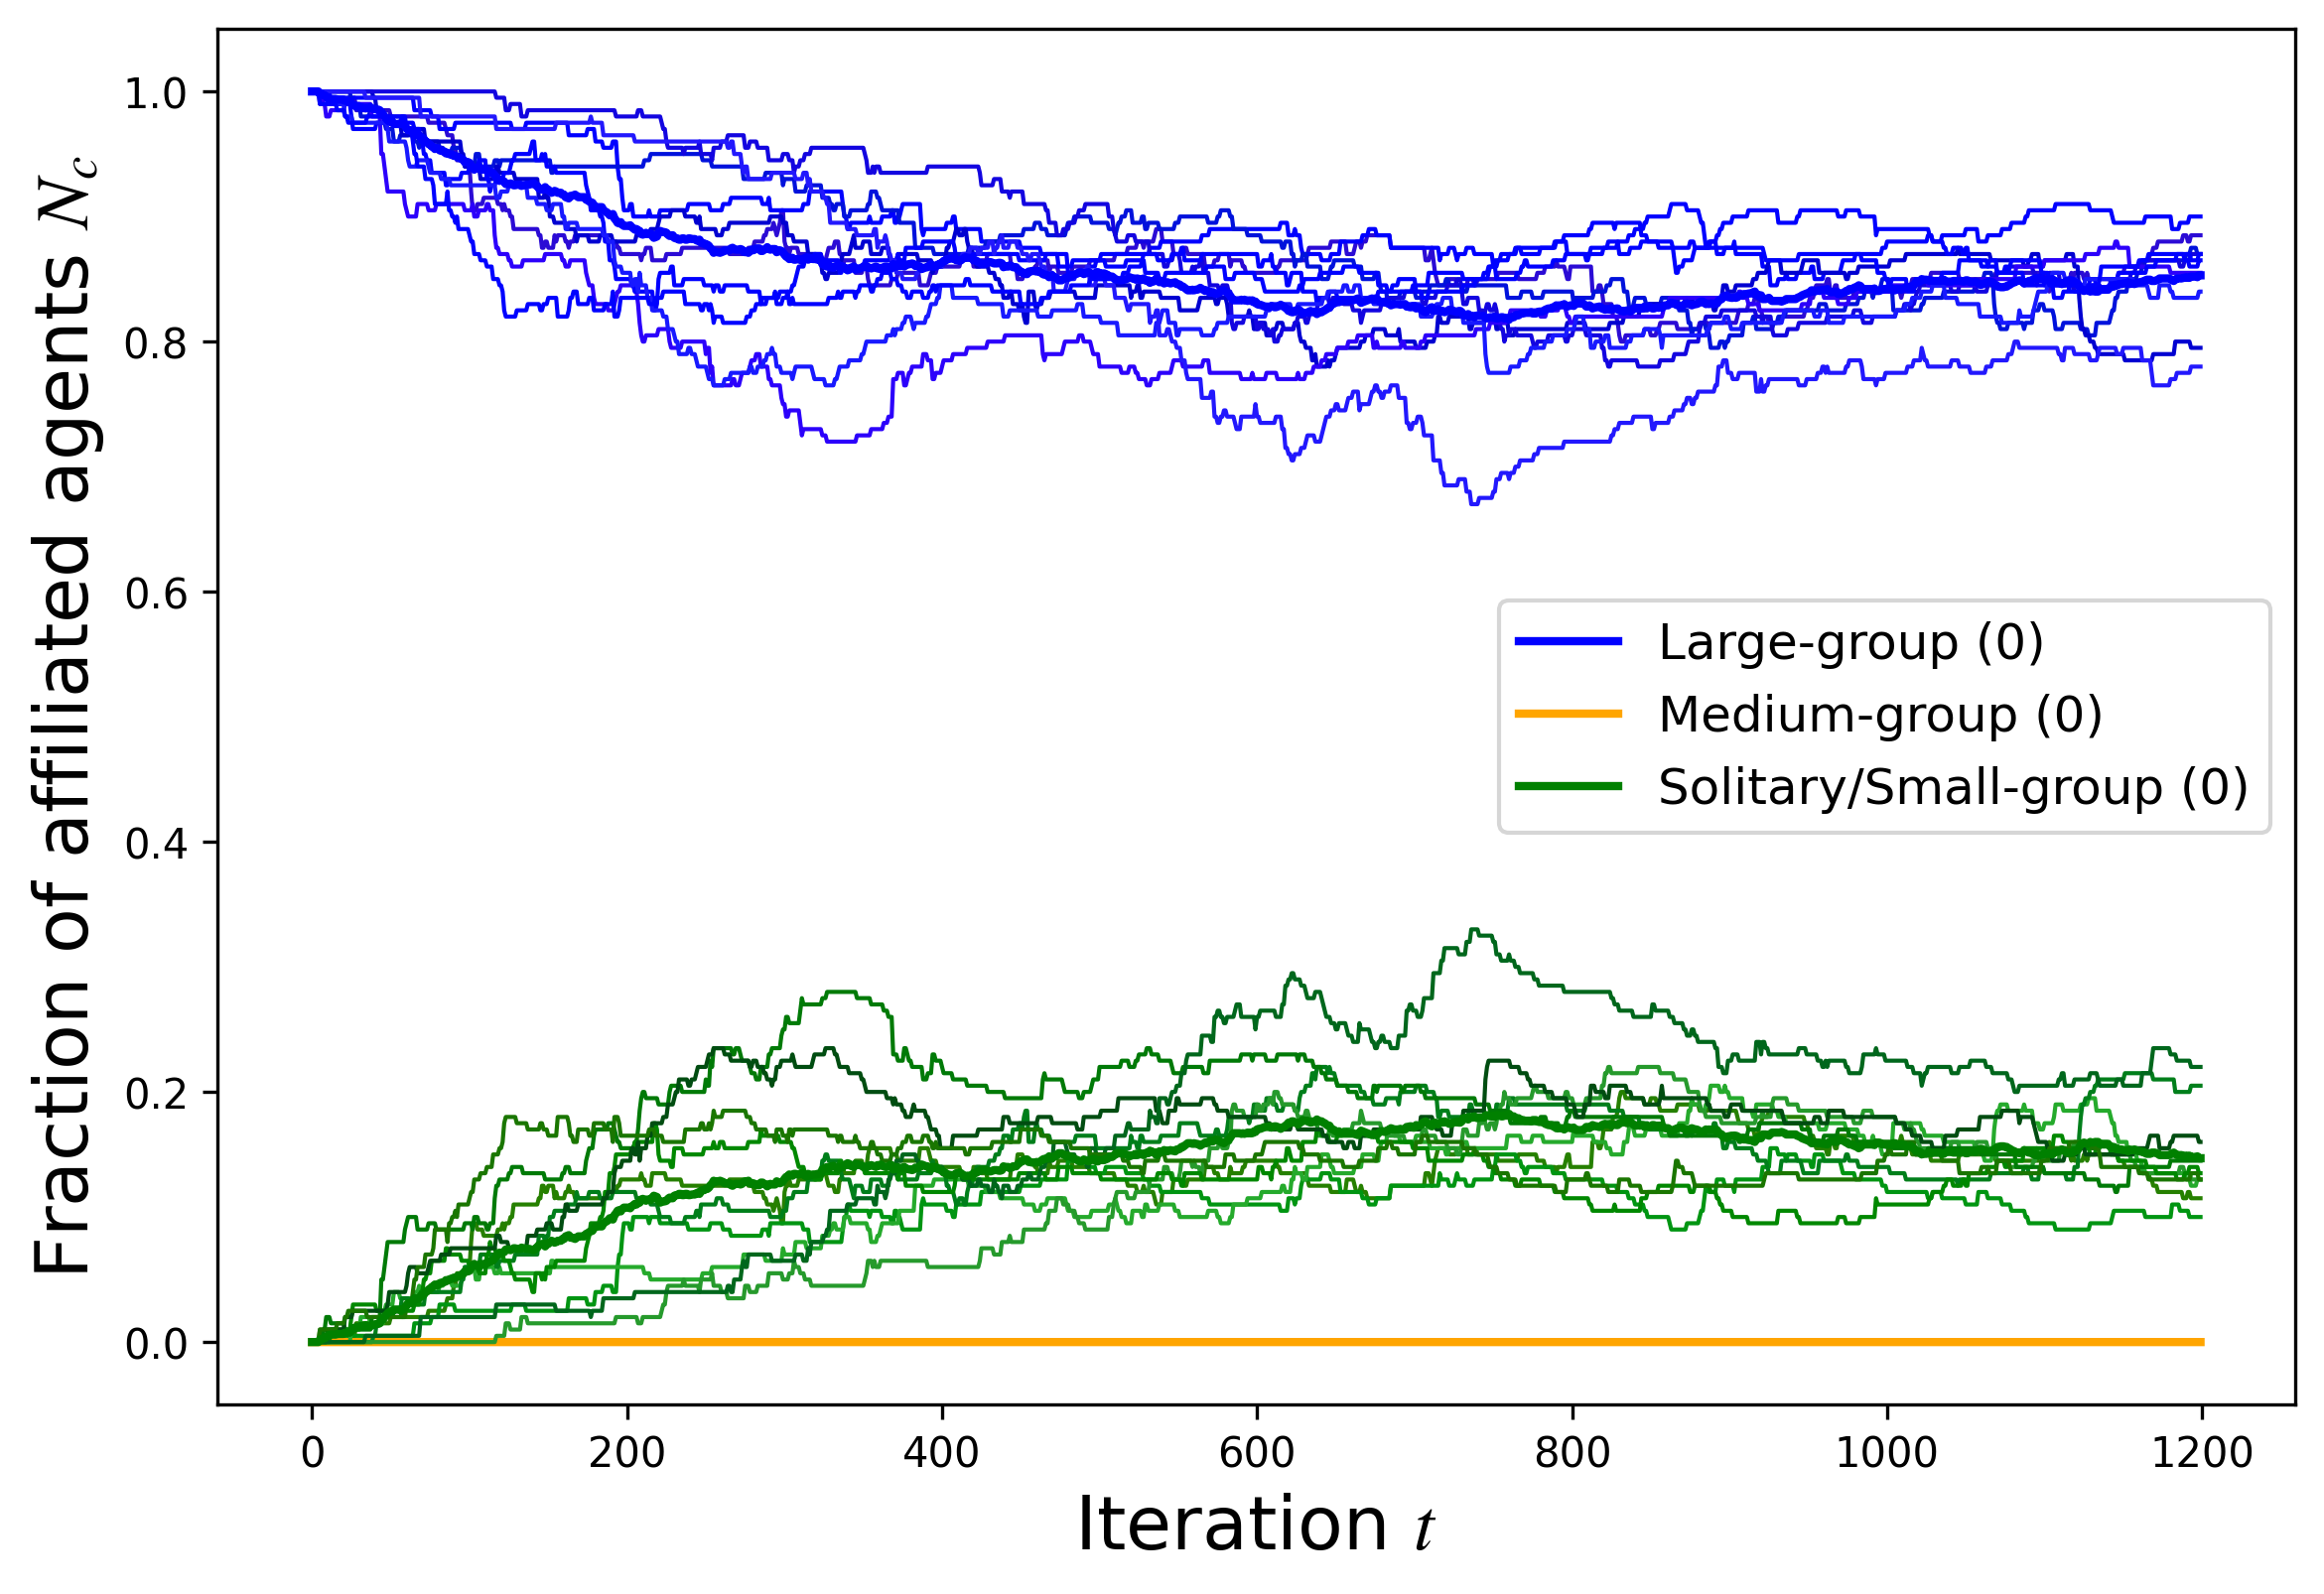 Fraction of affiliated agents N_c
1.0
0.8
0.6
0.4
0.2
0.0
Large-group (0)
Medium-group (0)
Solitary/Small-group (0)
0 200 400 600 800 1000 1200
Iteration t